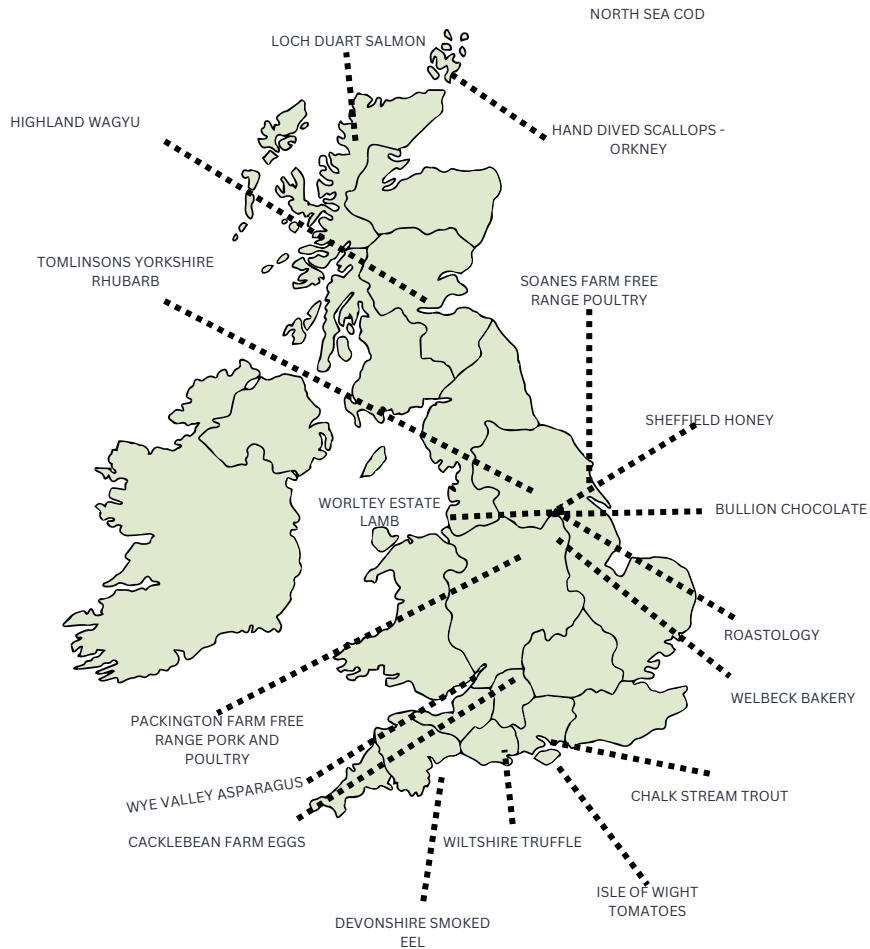 NORTH SEA COD
LOCH DUART SALMON
HIGHLAND WAGYU
HAND DIVED SCALLOPS -
ORKNEY
TOMLINSONS YORKSHIRE
RHUBARB
SOANES FARM FREE
RANGE POULTRY
SHEFFIELD HONEY
WORLTEY ESTATE
LAMB
BULLION CHOCOLATE
ROASTOLOGY
WELBECK BAKERY
PACKINGTON FARM FREE
RANGE PORK AND
POULTRY
WYE VALLEY ASPARAGUS
CHALK STREAM TROUT
CACKLEBEAN FARM EGGS
WILTSHIRE TRUFFLE
ISLE OF WIGHT
TOMATOES
DEVONSHIRE SMOKED
EEL